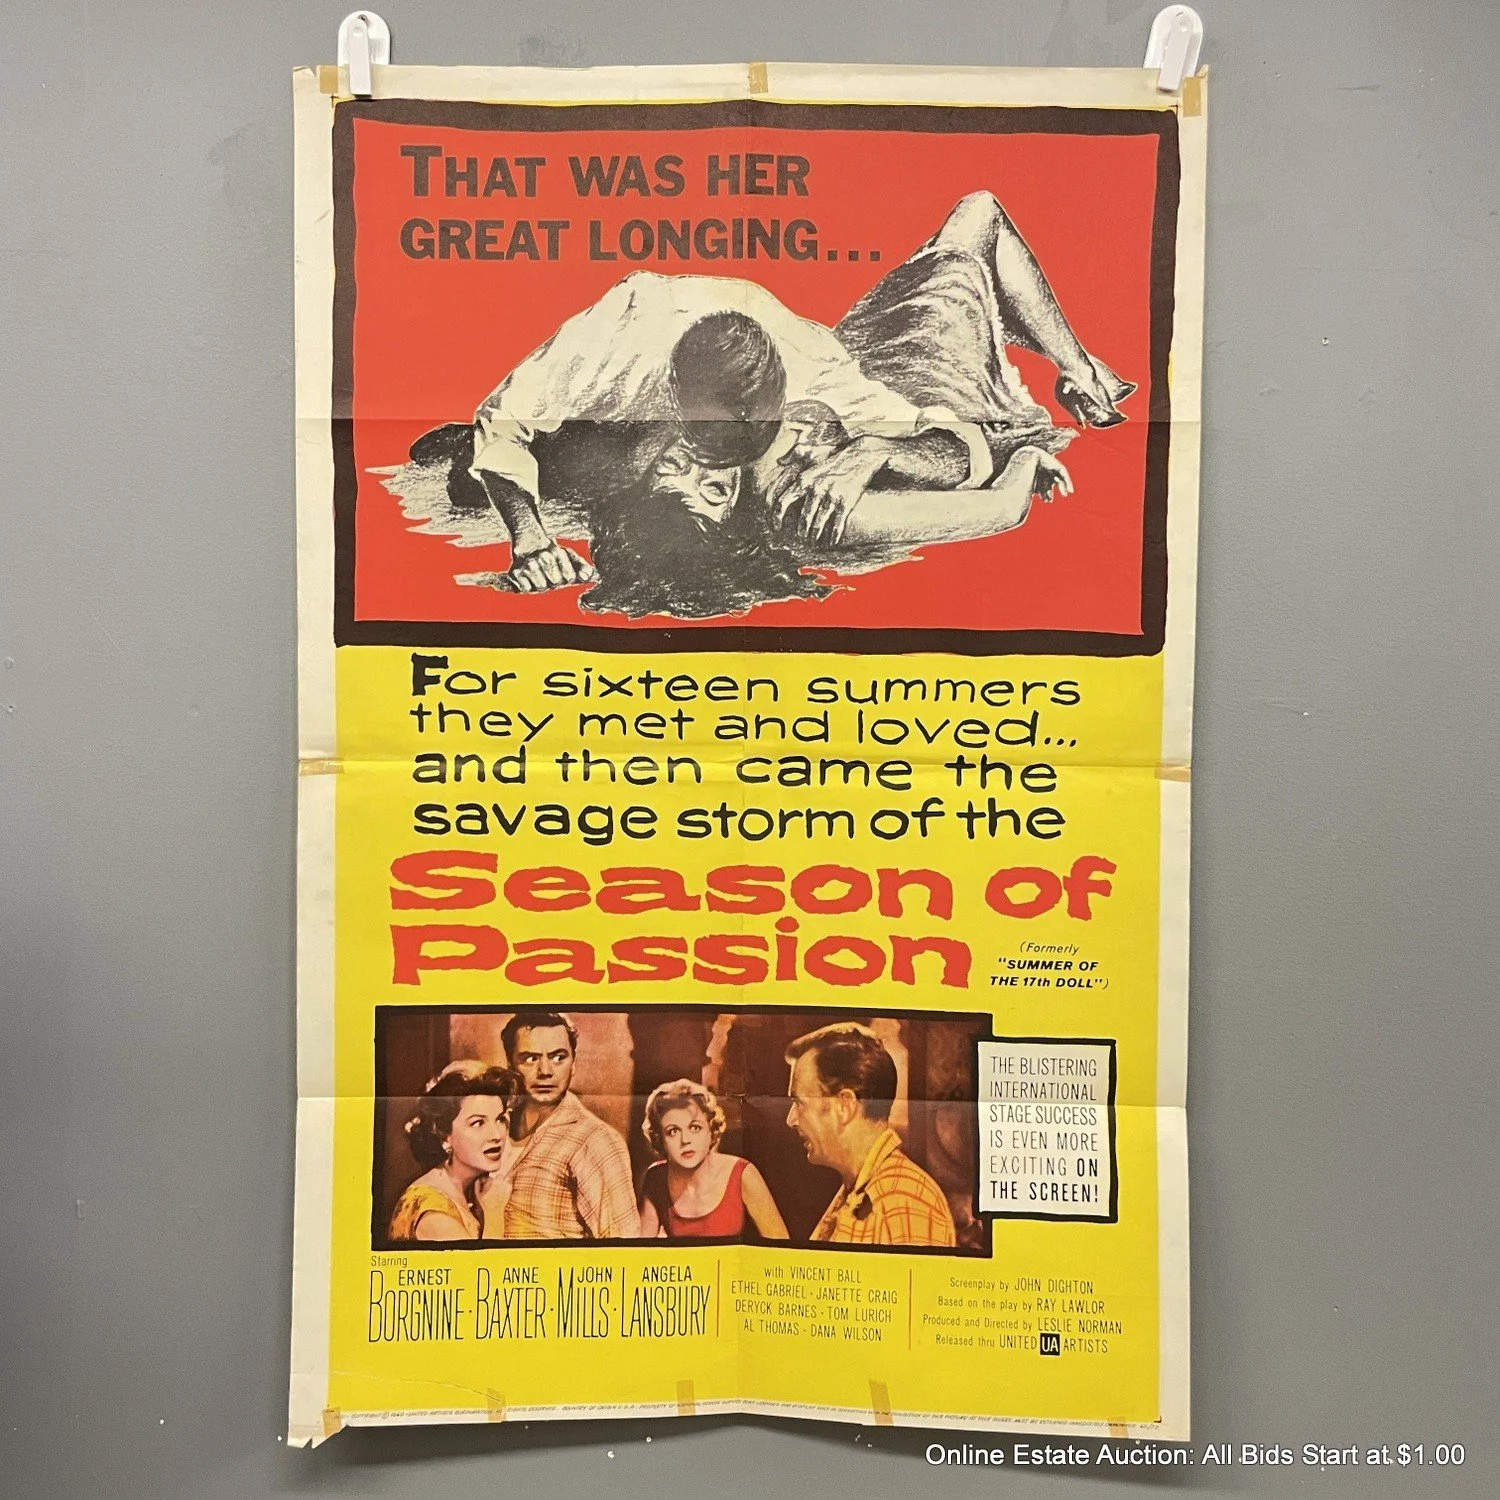 THAT WAS HER
GREAT LONGING...
For sixteen summers
they met and loved...
and then came the
savage storm of the
Season of
Passion
(Formerly
"SUMMER OF
THE 17th DOLL")
THE BLISTERING
INTERNATIONAL
STAGE SUCCESS
IS EVEN MORE
EXCITING ON
THE SCREEN!
Starring
ERNEST BORGNINE · ANNE BAXTER · JOHN MILLS · ANGELA LANSBURY
with VINCENT BALL
ETHEL GABRIEL · JANETTE CRAIG
DERYCK BARNES · TOM LURICH
AL THOMAS · DANA WILSON
Screenplay by JOHN DIGHTON
Based on the play by RAY LAWLOR
Produced and Directed by LESLIE NORMAN
Released thru UNITED UA ARTISTS
Online Estate Auction: All Bids Start at $1.00